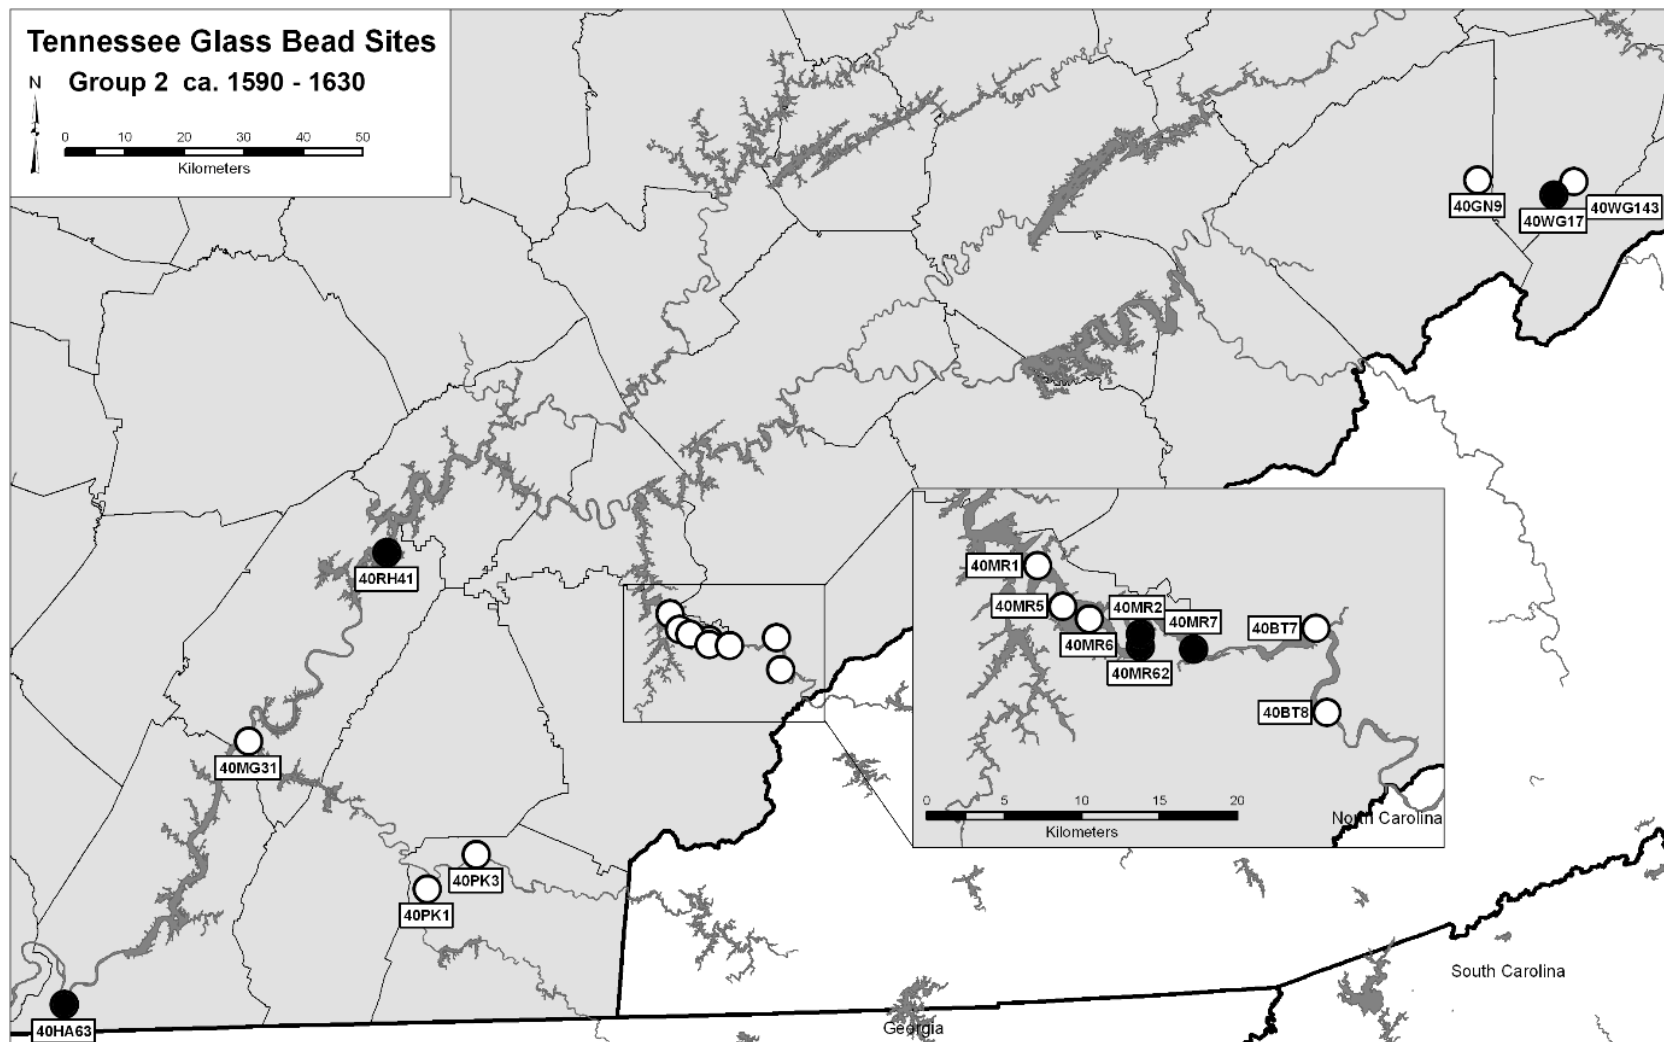 Tennessee Glass Bead Sites
Group 2 ca. 1590 - 1630
N
0 10 20 30 40 50
Kilometers
40GN9
40WG17
40WG143
40RH41
40MR1
40MR5
40MR2
40MR7
40MR6
40MR62
40BT7
40BT8
0 5 10 15 20
Kilometers
North Carolina
40MG31
40PK3
40PK1
40HA63
South Carolina
Georgia